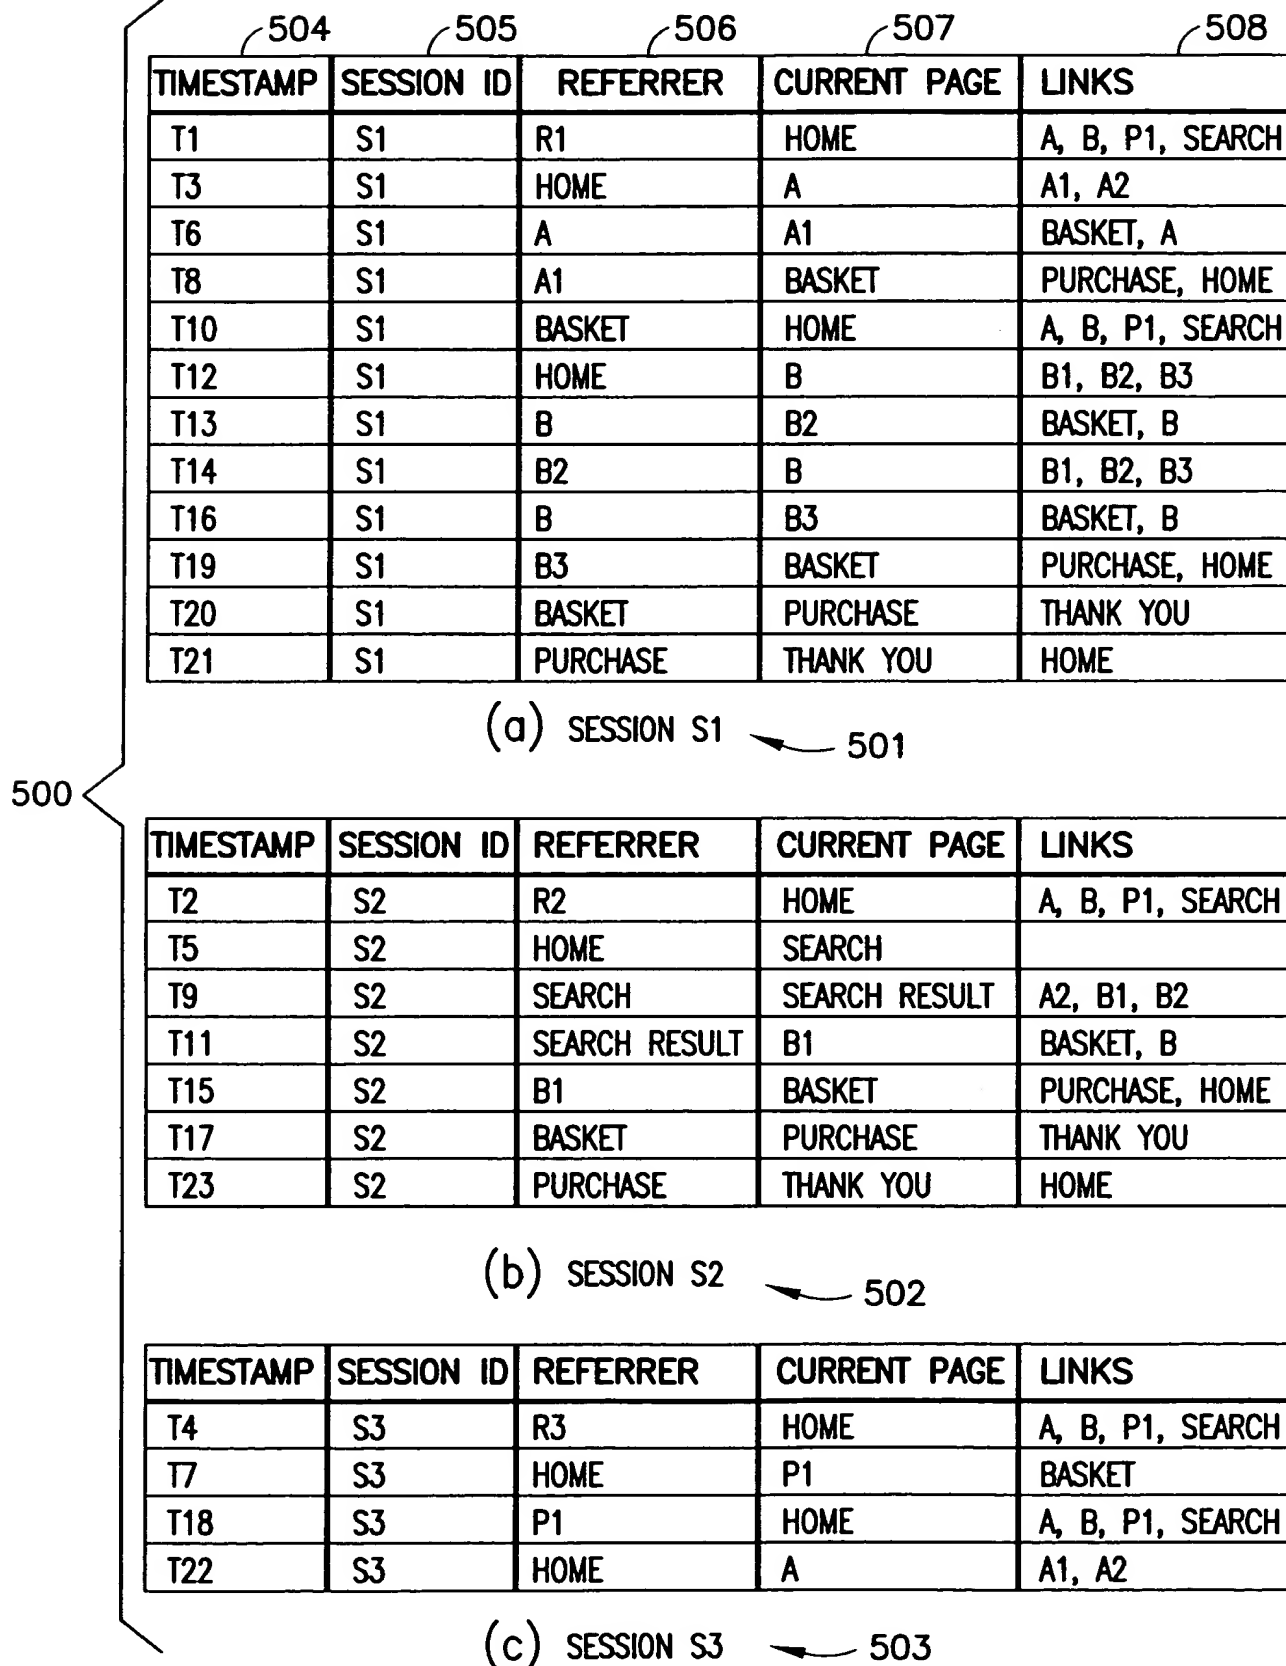 504 505 506 507 508
TIMESTAMP SESSION ID REFERRER CURRENT PAGE LINKS
T1 S1 R1 HOME A, B, P1, SEARCH
T3 S1 HOME A A1, A2
T6 S1 A A1 BASKET, A
T8 S1 A1 BASKET PURCHASE, HOME
T10 S1 BASKET HOME A, B, P1, SEARCH
T12 S1 HOME B B1, B2, B3
T13 S1 B B2 BASKET, B
T14 S1 B2 B B1, B2, B3
T16 S1 B B3 BASKET, B
T19 S1 B3 BASKET PURCHASE, HOME
T20 S1 BASKET PURCHASE THANK YOU
T21 S1 PURCHASE THANK YOU HOME
(a) SESSION S1 501
500
TIMESTAMP SESSION ID REFERRER CURRENT PAGE LINKS
T2 S2 R2 HOME A, B, P1, SEARCH
T5 S2 HOME SEARCH
T9 S2 SEARCH SEARCH RESULT A2, B1, B2
T11 S2 SEARCH RESULT B1 BASKET, B
T15 S2 B1 BASKET PURCHASE, HOME
T17 S2 BASKET PURCHASE THANK YOU
T23 S2 PURCHASE THANK YOU HOME
(b) SESSION S2 502
TIMESTAMP SESSION ID REFERRER CURRENT PAGE LINKS
T4 S3 R3 HOME A, B, P1, SEARCH
T7 S3 HOME P1 BASKET
T18 S3 P1 HOME A, B, P1, SEARCH
T22 S3 HOME A A1, A2
(c) SESSION S3 503